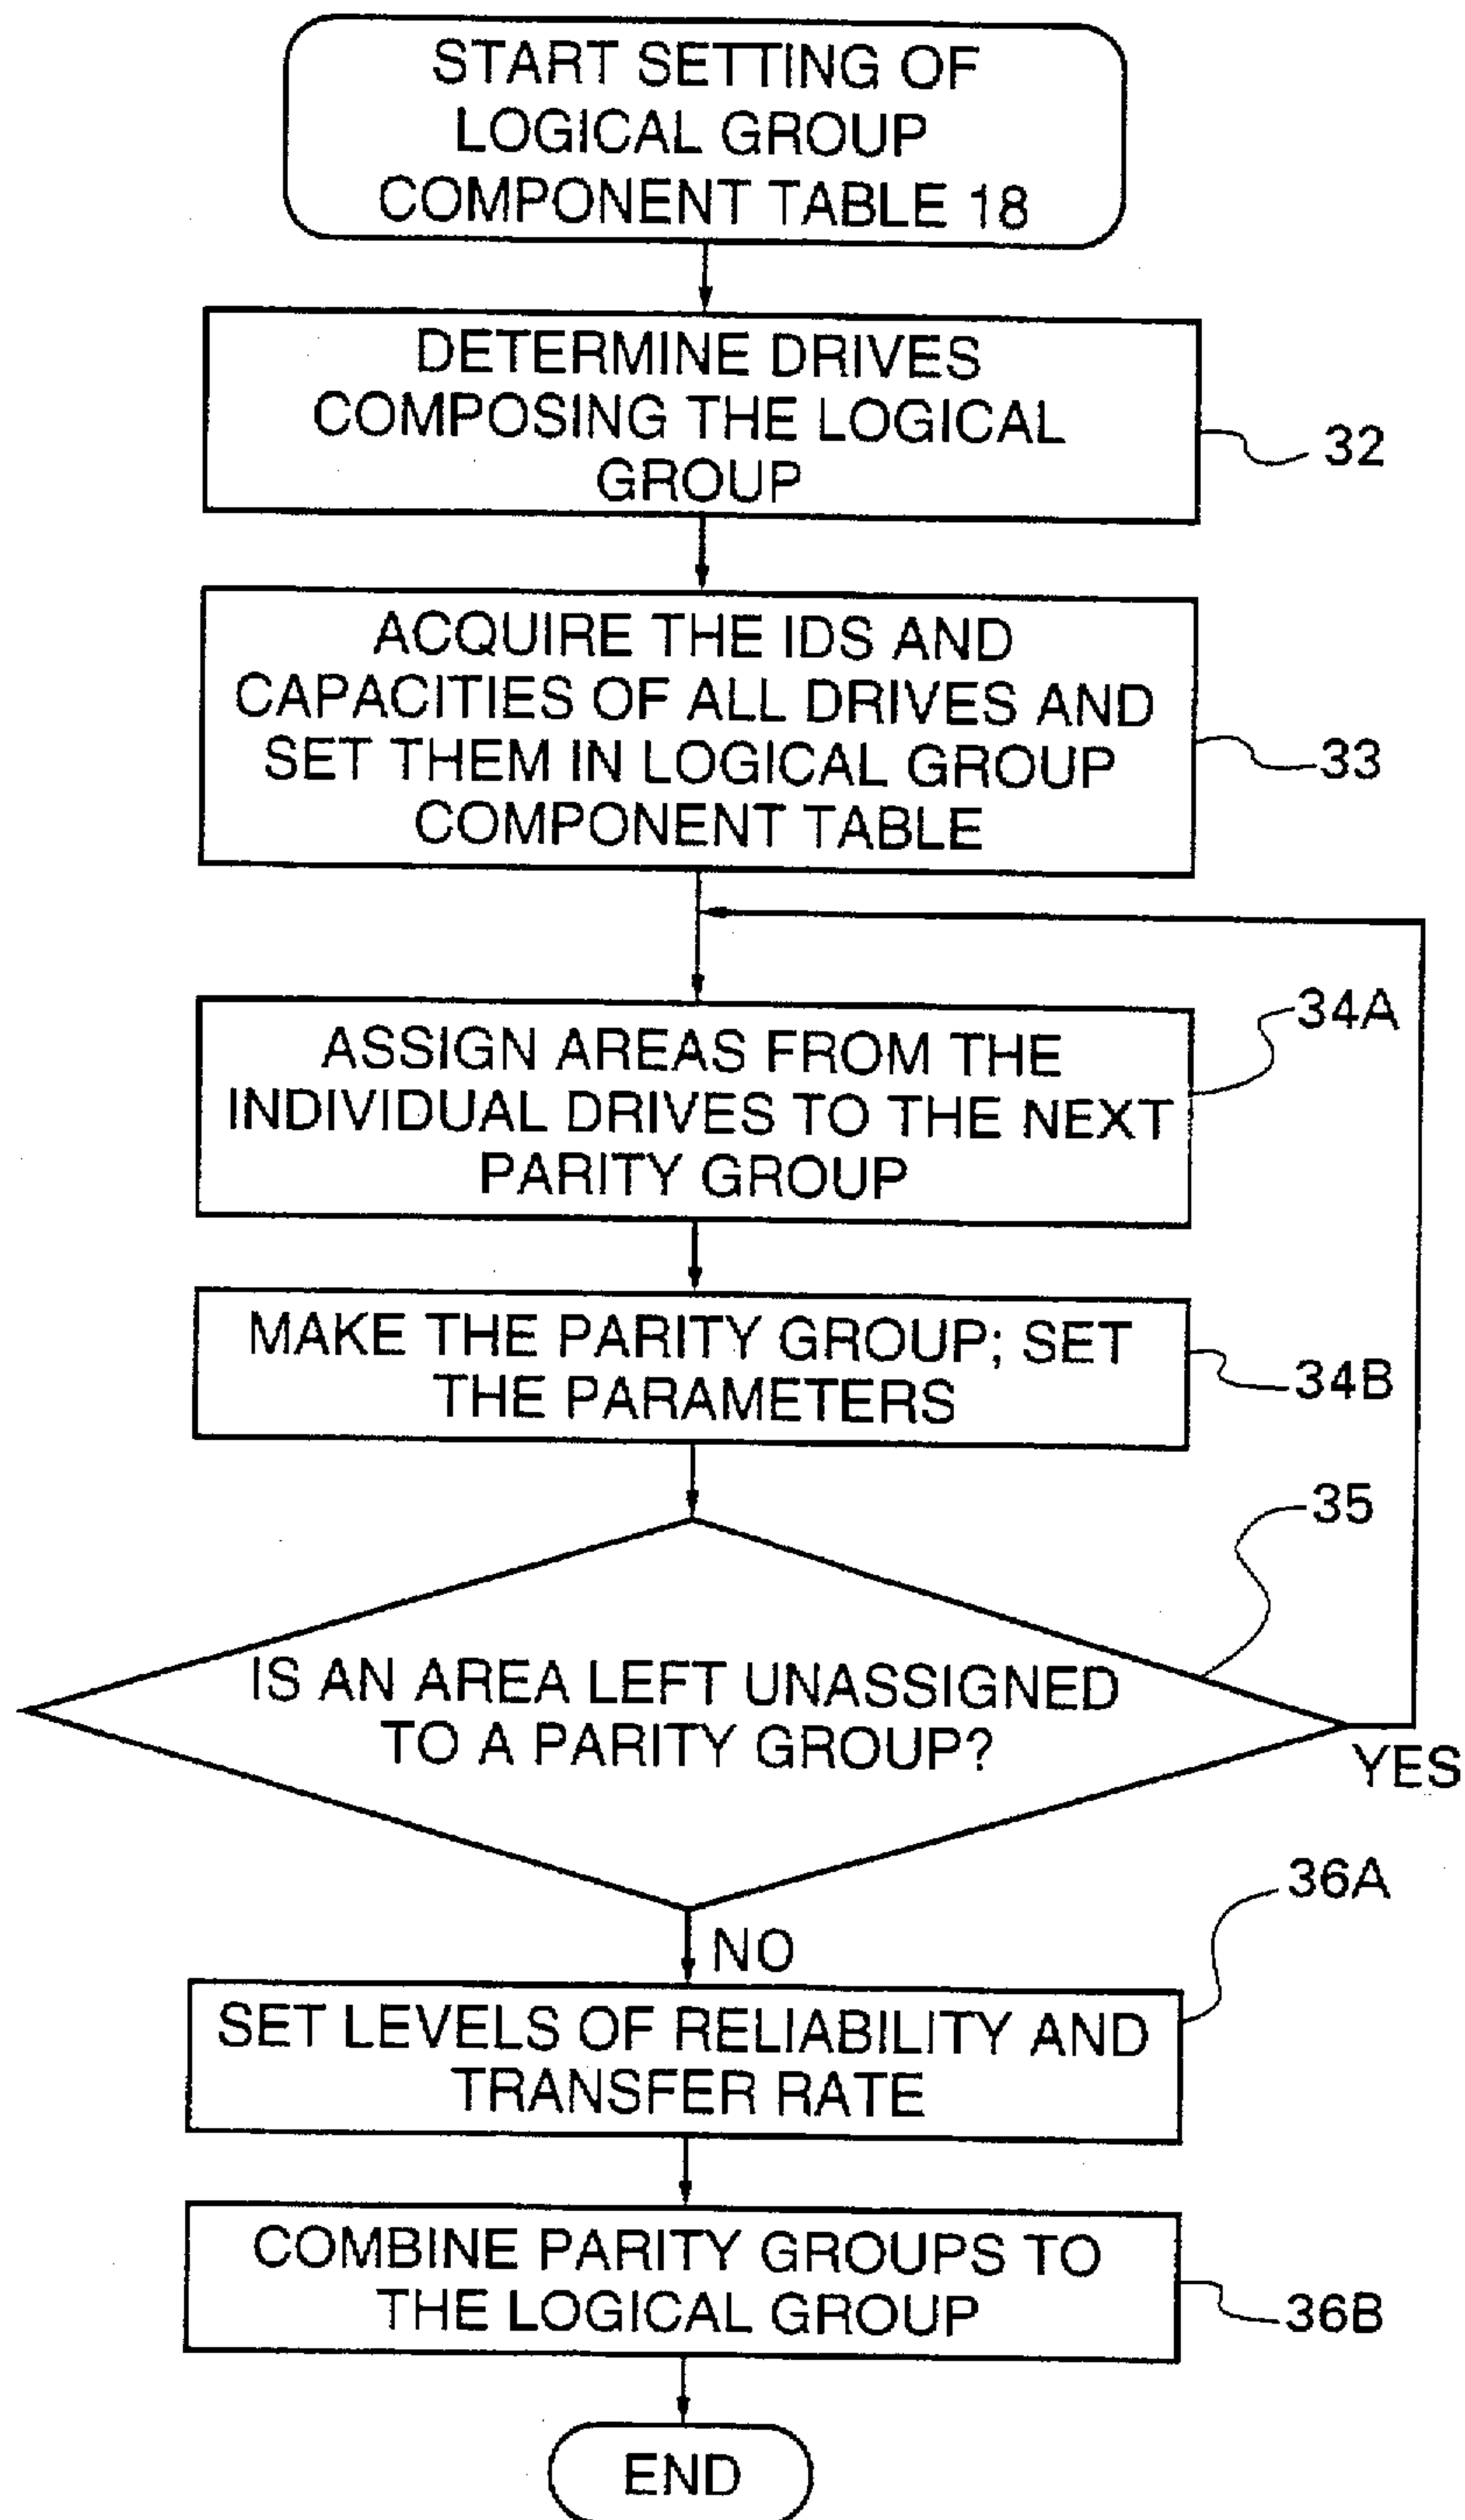 START SETTING OF
LOGICAL GROUP
COMPONENT TABLE 18
DETERMINE DRIVES
COMPOSING THE LOGICAL
GROUP
32
ACQUIRE THE IDS AND
CAPACITIES OF ALL DRIVES AND
SET THEM IN LOGICAL GROUP
COMPONENT TABLE
33
34A
ASSIGN AREAS FROM THE
INDIVIDUAL DRIVES TO THE NEXT
PARITY GROUP
MAKE THE PARITY GROUP; SET
THE PARAMETERS
34B
35
IS AN AREA LEFT UNASSIGNED
TO A PARITY GROUP?
YES
36A
NO
SET LEVELS OF RELIABILITY AND
TRANSFER RATE
COMBINE PARITY GROUPS TO
THE LOGICAL GROUP
36B
END